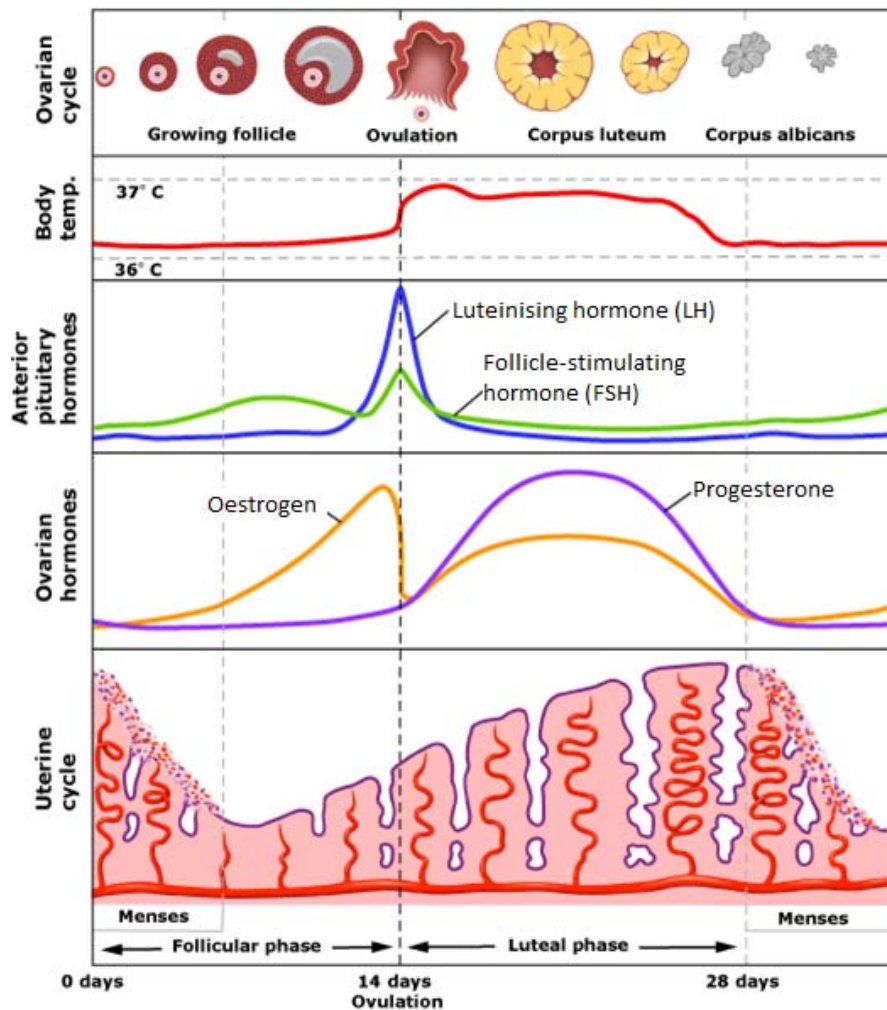 Ovarian
cycle
Growing follicle
Ovulation
Corpus luteum
Corpus albicans
Body
temp.
37° C
36° C
Anterior
pituitary
hormones
Luteinising hormone (LH)
Follicle-stimulating
hormone (FSH)
Ovarian
hormones
Oestrogen
Progesterone
Uterine
cycle
Menses
Menses
Follicular phase
Luteal phase
0 days
14 days
Ovulation
28 days